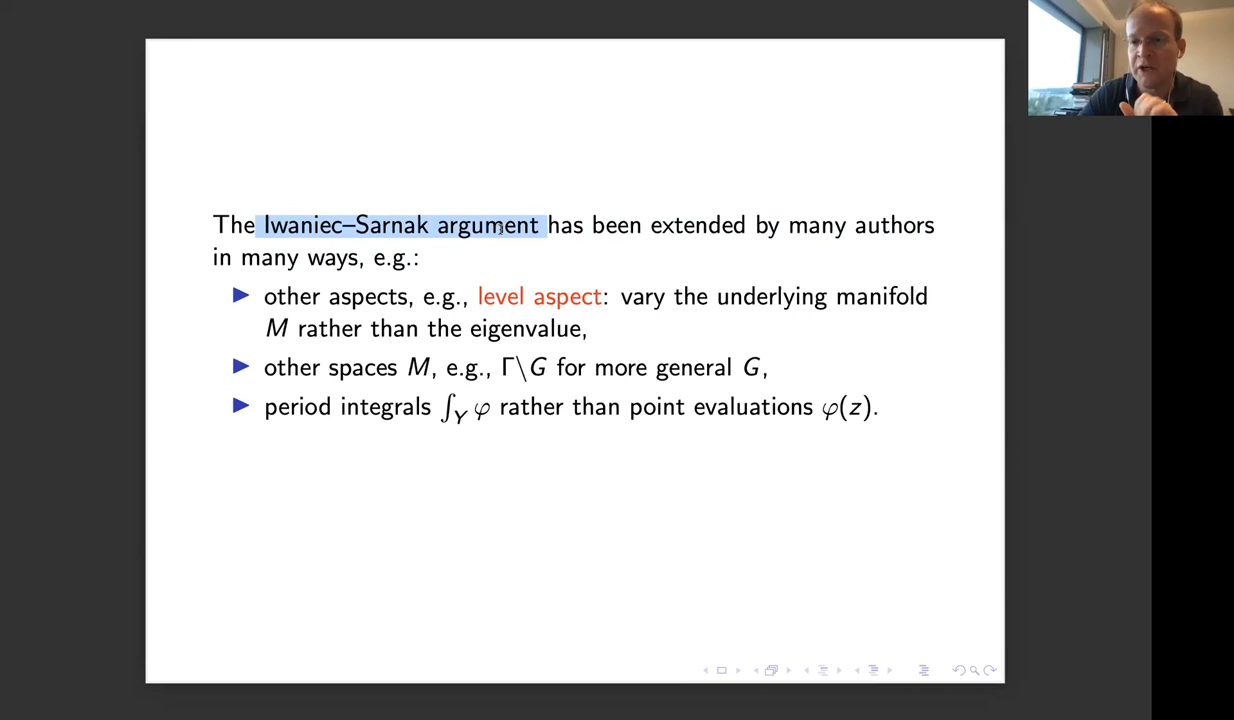 The Iwaniec–Sarnak argument has been extended by many authors
in many ways, e.g.:
▶ other aspects, e.g., level aspect: vary the underlying manifold
M rather than the eigenvalue,
▶ other spaces M, e.g., Γ\G for more general G,
▶ period integrals ∫_Y φ rather than point evaluations φ(z).